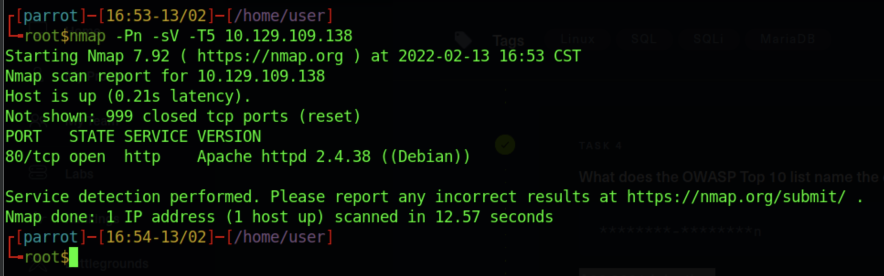 ┌[parrot]─[16:53-13/02]─[/home/user]
└╼root$nmap -Pn -sV -T5 10.129.109.138
Starting Nmap 7.92 ( https://nmap.org ) at 2022-02-13 16:53 CST
Nmap scan report for 10.129.109.138
Host is up (0.21s latency).
Not shown: 999 closed tcp ports (reset)
PORT   STATE SERVICE VERSION
80/tcp open  http    Apache httpd 2.4.38 ((Debian))
Service detection performed. Please report any incorrect results at https://nmap.org/submit/ .
Nmap done: 1 IP address (1 host up) scanned in 12.57 seconds
┌[parrot]─[16:54-13/02]─[/home/user]
└╼root$
Tags Linux SQL SQLi MariaDB
Labs
TASK 4
What does the OWASP Top 10 list name the
********-********n